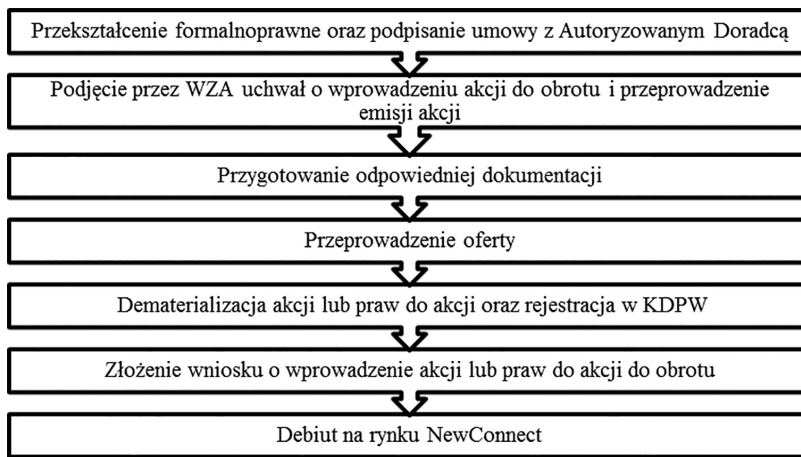 Przekształcenie formalnoprawne oraz podpisanie umowy z Autoryzowanym Doradcą
Podjęcie przez WZA uchwał o wprowadzeniu akcji do obrotu i przeprowadzenie
emisji akcji
Przygotowanie odpowiedniej dokumentacji
Przeprowadzenie oferty
Dematerializacja akcji lub praw do akcji oraz rejestracja w KDPW
Złożenie wniosku o wprowadzenie akcji lub praw do akcji do obrotu
Debiut na rynku NewConnect